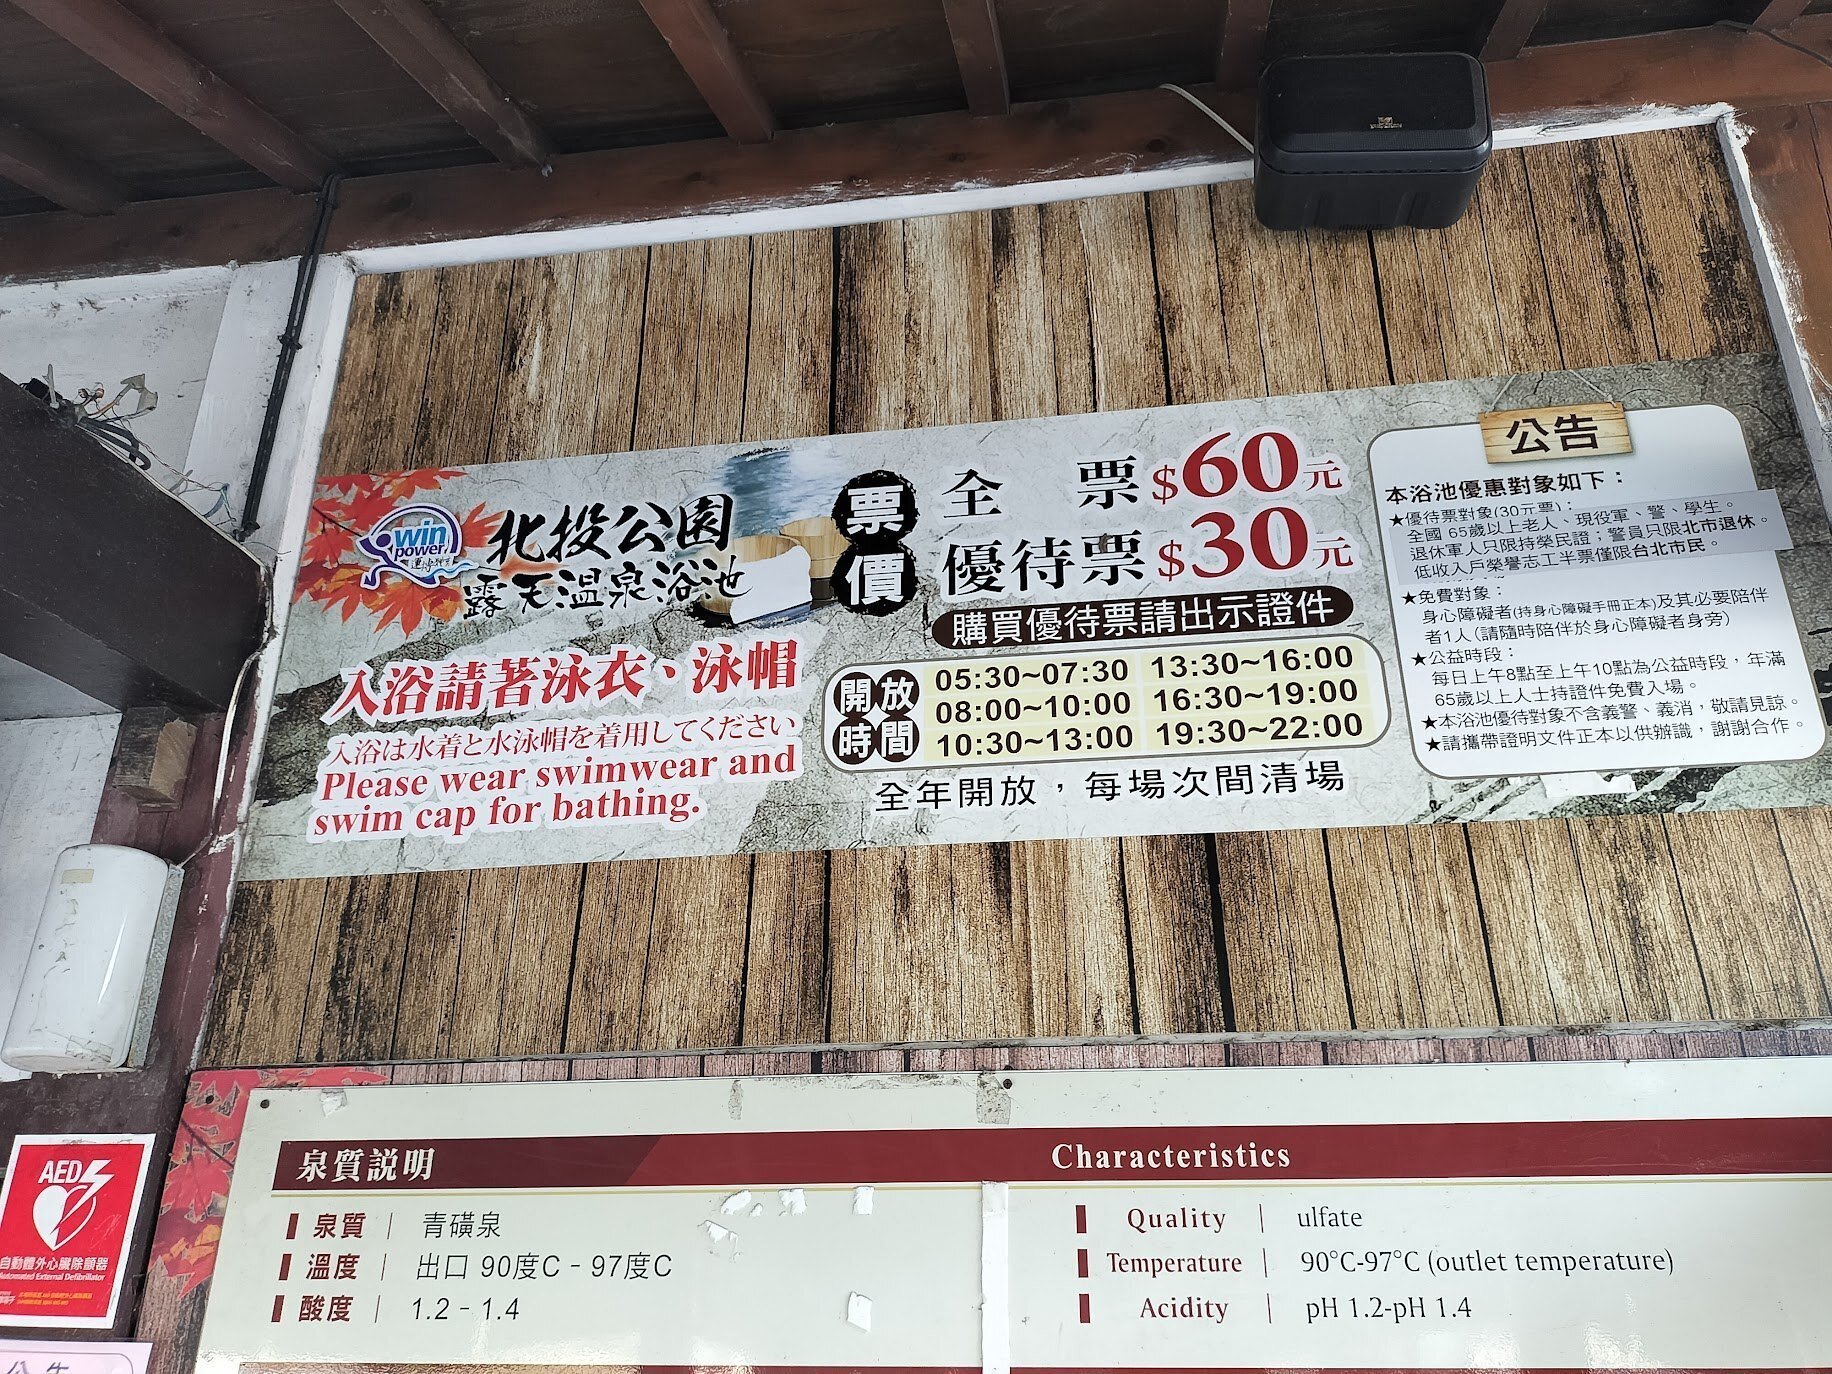 win
power
北投公園
露天溫泉浴池
入浴請著泳衣、泳帽
入浴は水着と水泳帽を着用してください
Please wear swimwear and
swim cap for bathing.
票價
全 票 $60元
優待票 $30元
購買優待票請出示證件
開放時間
05:30~07:30 13:30~16:00
08:00~10:00 16:30~19:00
10:30~13:00 19:30~22:00
全年開放，每場次間清場
公告
本浴池優惠對象如下：
★優待票對象(30元票)：
全國 65歲以上老人、現役軍、警、學生。
退休軍人只限持榮民證；警員只限北市退休。
低收入戶榮譽志工半票僅限台北市民。
★免費對象：
身心障礙者(持身心障礙手冊正本)及其必要陪伴
者1人(請隨時陪伴於身心障礙者身旁)
★公益時段：
每日上午8點至上午10點為公益時段，年滿
65歲以上人士持證件免費入場。
★本浴池優待對象不含義警、義消，敬請見諒。
★請攜帶證明文件正本以供辦識，謝謝合作。
泉質説明 Characteristics
泉質 | 青磺泉
溫度 | 出口 90度C - 97度C
酸度 | 1.2 - 1.4
Quality | ulfate
Temperature | 90°C-97°C (outlet temperature)
Acidity | pH 1.2-pH 1.4
AED
自動體外心臟除顫器
Automated External Defibrillator
公告